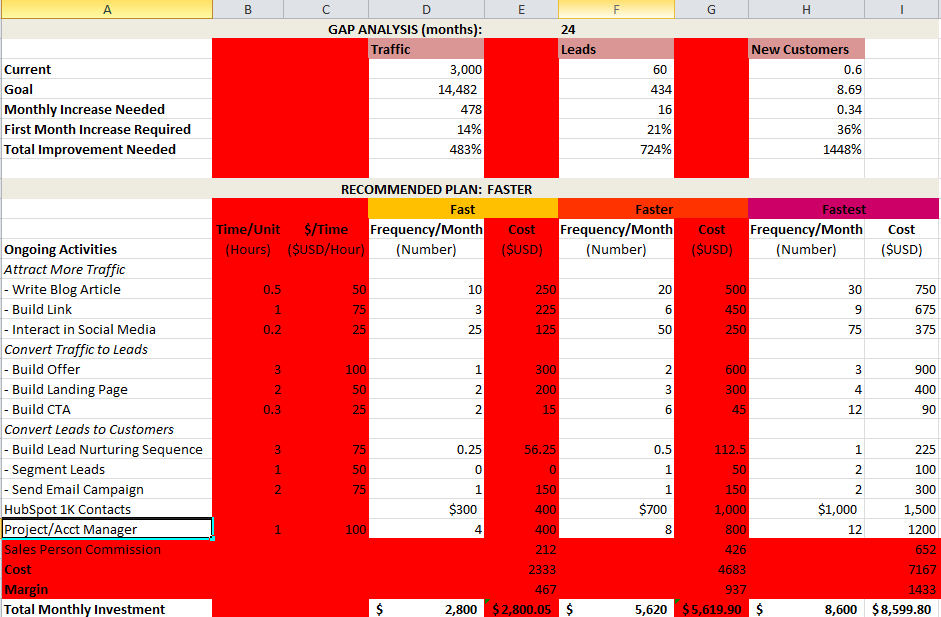 A B C D E F G H I
GAP ANALYSIS (months): 24
Traffic Leads New Customers
Current 3,000 60 0.6
Goal 14,482 434 8.69
Monthly Increase Needed 478 16 0.34
First Month Increase Required 14% 21% 36%
Total Improvement Needed 483% 724% 1448%
RECOMMENDED PLAN: FASTER
Fast Faster Fastest
Time/Unit $/Time Frequency/Month Cost Frequency/Month Cost Frequency/Month Cost
Ongoing Activities (Hours) ($USD/Hour) (Number) ($USD) (Number) ($USD) (Number) ($USD)
Attract More Traffic
- Write Blog Article 0.5 50 10 250 20 500 30 750
- Build Link 1 75 3 225 6 450 9 675
- Interact in Social Media 0.2 25 25 125 50 250 75 375
Convert Traffic to Leads
- Build Offer 3 100 1 300 2 600 3 900
- Build Landing Page 2 50 2 200 3 300 4 400
- Build CTA 0.3 25 2 15 6 45 12 90
Convert Leads to Customers
- Build Lead Nurturing Sequence 3 75 0.25 56.25 0.5 112.5 1 225
- Segment Leads 1 50 0 0 1 50 2 100
- Send Email Campaign 2 75 1 150 1 150 2 300
HubSpot 1K Contacts $300 400 $700 1,000 $1,000 1,500
Project/Acct Manager 1 100 4 400 8 800 12 1200
Sales Person Commission 212 426 652
Cost 2333 4683 7167
Margin 467 937 1433
Total Monthly Investment $ 2,800 $2,800.05 $ 5,620 $5,619.90 $ 8,600 $8,599.80